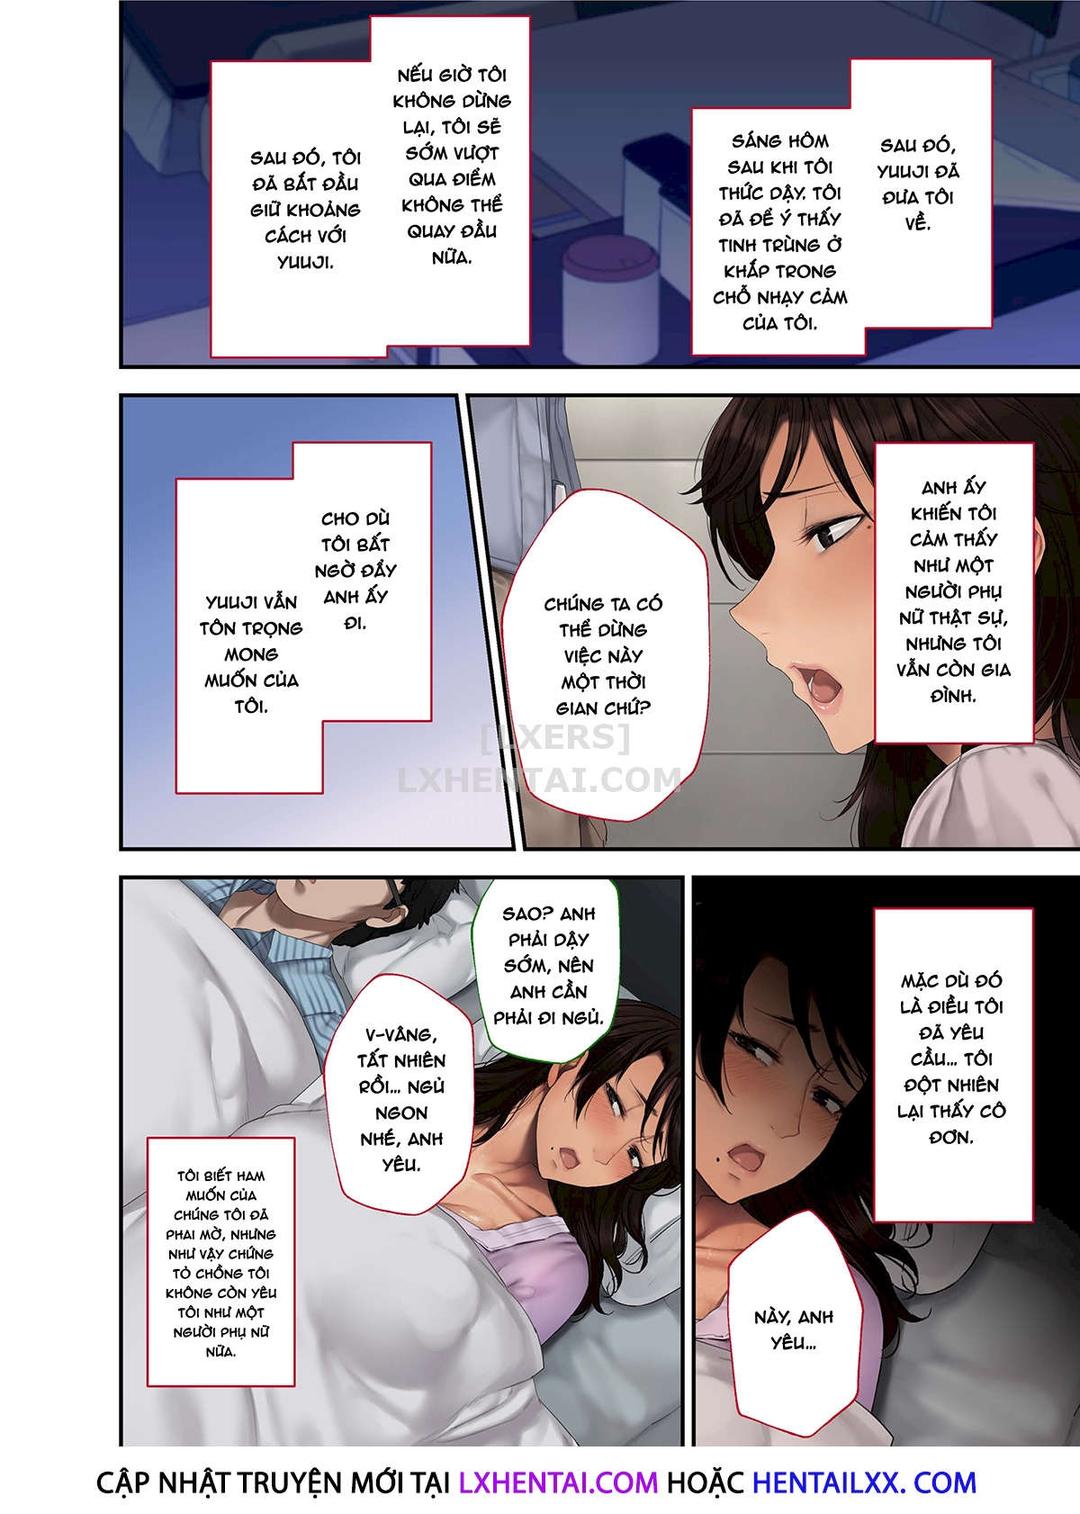 SAU ĐÓ,
YUUJI ĐÃ
ĐƯA TÔI
VỀ.
SÁNG HÔM
SAU KHI TÔI
THỨC DẬY. TÔI
ĐÃ ĐỂ Ý THẤY
TINH TRÙNG Ở
KHẮP TRONG
CHỖ NHẠY CẢM
CỦA TÔI.
NẾU GIỜ TÔI
KHÔNG DỪNG
LẠI, TÔI SẼ
SỚM VƯỢT
QUA ĐIỂM
KHÔNG THỂ
QUAY ĐẦU
NỮA.
SAU ĐÓ, TÔI
ĐÃ BẮT ĐẦU
GIỮ KHOẢNG
CÁCH VỚI
YUUJI.
ANH ẤY
KHIẾN TÔI
CẢM THẤY
NHƯ MỘT
NGƯỜI PHỤ
NỮ THẬT SỰ,
NHƯNG TÔI
VẪN CÒN GIA
ĐÌNH.
CHÚNG TA CÓ
THỂ DỪNG
VIỆC NÀY
MỘT THỜI
GIAN CHỨ?
CHO DÙ
TÔI BẤT
NGỜ ĐẨY
ANH ẤY
ĐI.
YUUJI VẪN
TÔN TRỌNG
MONG
MUỐN CỦA
TÔI.
[LXERS]
LXHENTAI.COM
MẶC DÙ ĐÓ
LÀ ĐIỀU TÔI
ĐÃ YÊU
CẦU... TÔI
ĐỘT NHIÊN
LẠI THẤY CÔ
ĐƠN.
NÀY, ANH
YÊU...
SAO? ANH
PHẢI DẬY
SỚM, NÊN
ANH CẦN
PHẢI ĐI NGỦ.
V-VÂNG,
TẤT NHIÊN
RỒI... NGỦ
NGON
NHÉ, ANH
YÊU.
TÔI BIẾT HAM
MUỐN CỦA
CHÚNG TÔI ĐÃ
PHAI MỜ, NHƯNG
NHƯ VẬY CHỨNG
TỎ CHỒNG TÔI
KHÔNG CÒN YÊU
TÔI NHƯ MỘT
NGƯỜI PHỤ NỮ
NỮA.
CẬP NHẬT TRUYỆN MỚI TẠI LXHENTAI.COM HOẶC HENTAILXX. COM